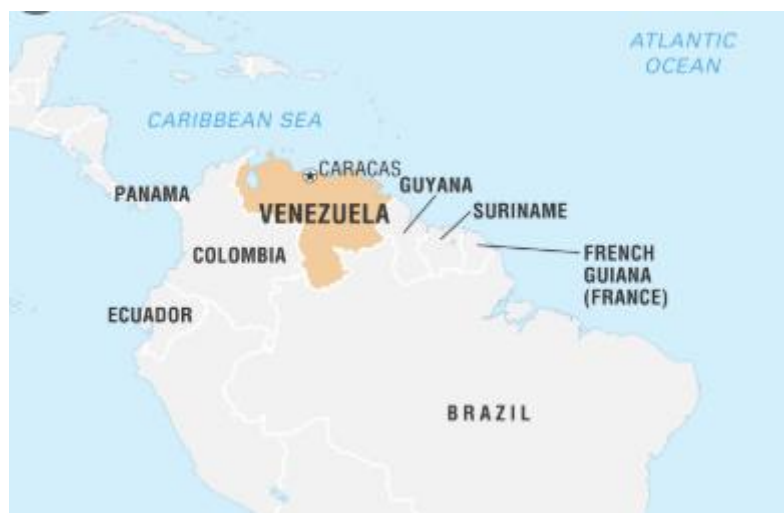 ATLANTIC
OCEAN
CARIBBEAN SEA
CARACAS
PANAMA
GUYANA
VENEZUELA
SURINAME
COLOMBIA
FRENCH
GUIANA
(FRANCE)
ECUADOR
BRAZIL